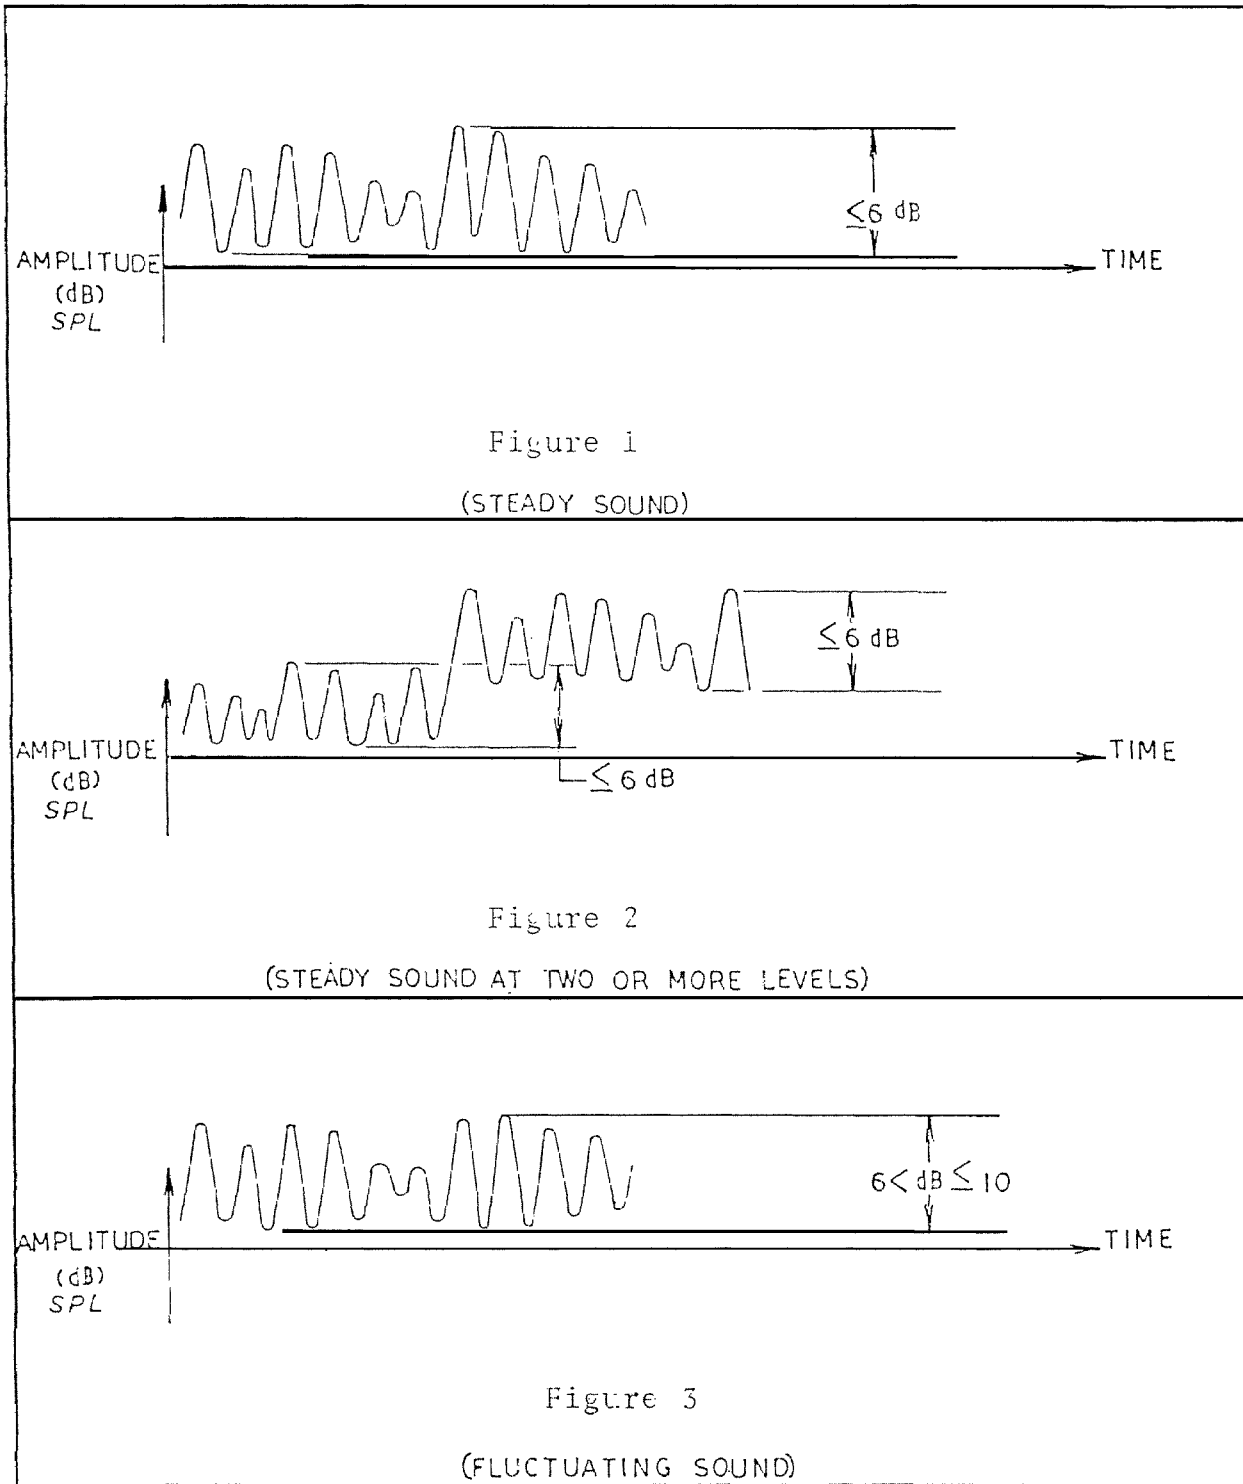 ≤6 dB
AMPLITUDE
(dB)
SPL
TIME
Figure 1
(STEADY SOUND)
≤6 dB
AMPLITUDE
(dB)
SPL
TIME
≤6 dB
Figure 2
(STEADY SOUND AT TWO OR MORE LEVELS)
6< dB ≤ 10
AMPLITUDE
(dB)
SPL
TIME
Figure 3
(FLUCTUATING SOUND)